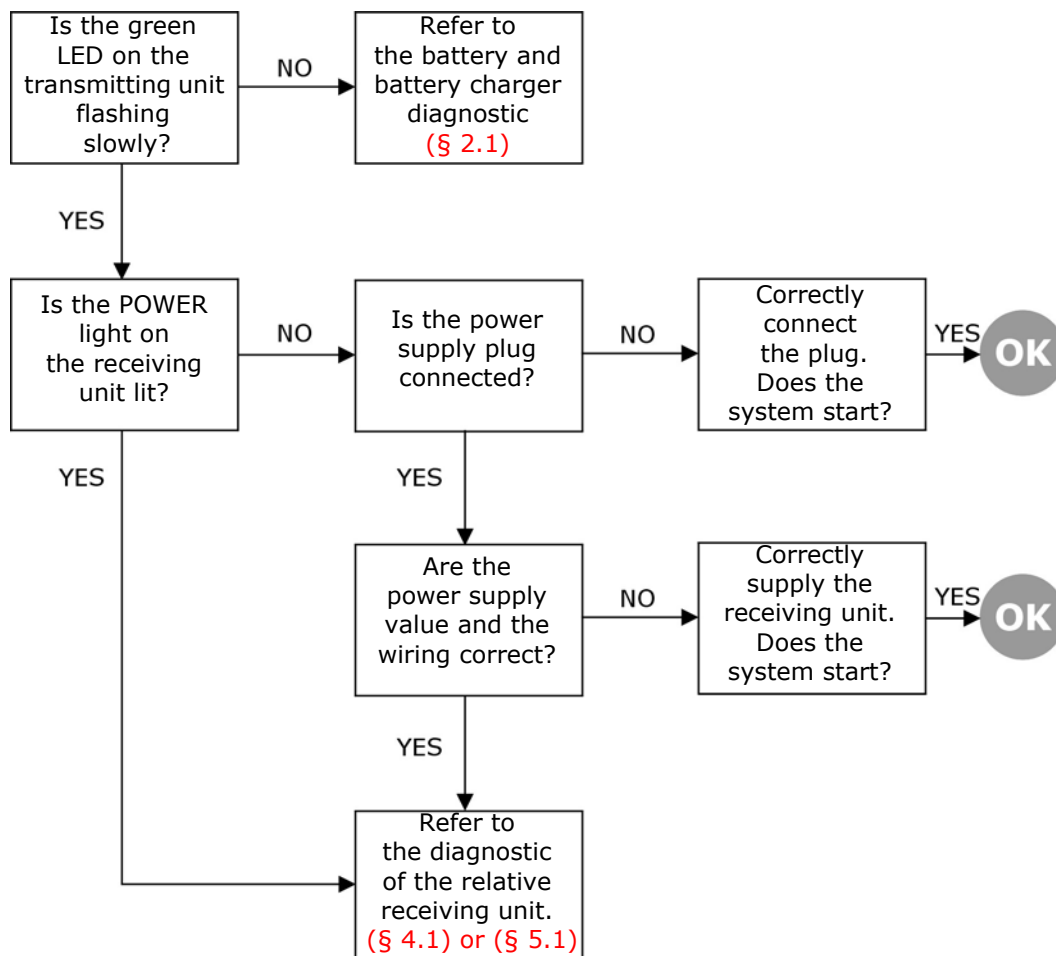 Is the green
LED on the
transmitting unit
flashing
slowly?
NO
Refer to
the battery and
battery charger
diagnostic
(§ 2.1)
YES
Is the POWER
light on
the receiving
unit lit?
NO
Is the power
supply plug
connected?
NO
Correctly
connect
the plug.
Does the
system start?
YES
OK
YES
YES
Are the
power supply
value and the
wiring correct?
NO
Correctly
supply the
receiving unit.
Does the
system start?
YES
OK
YES
Refer to
the diagnostic
of the relative
receiving unit.
(§ 4.1) or (§ 5.1)